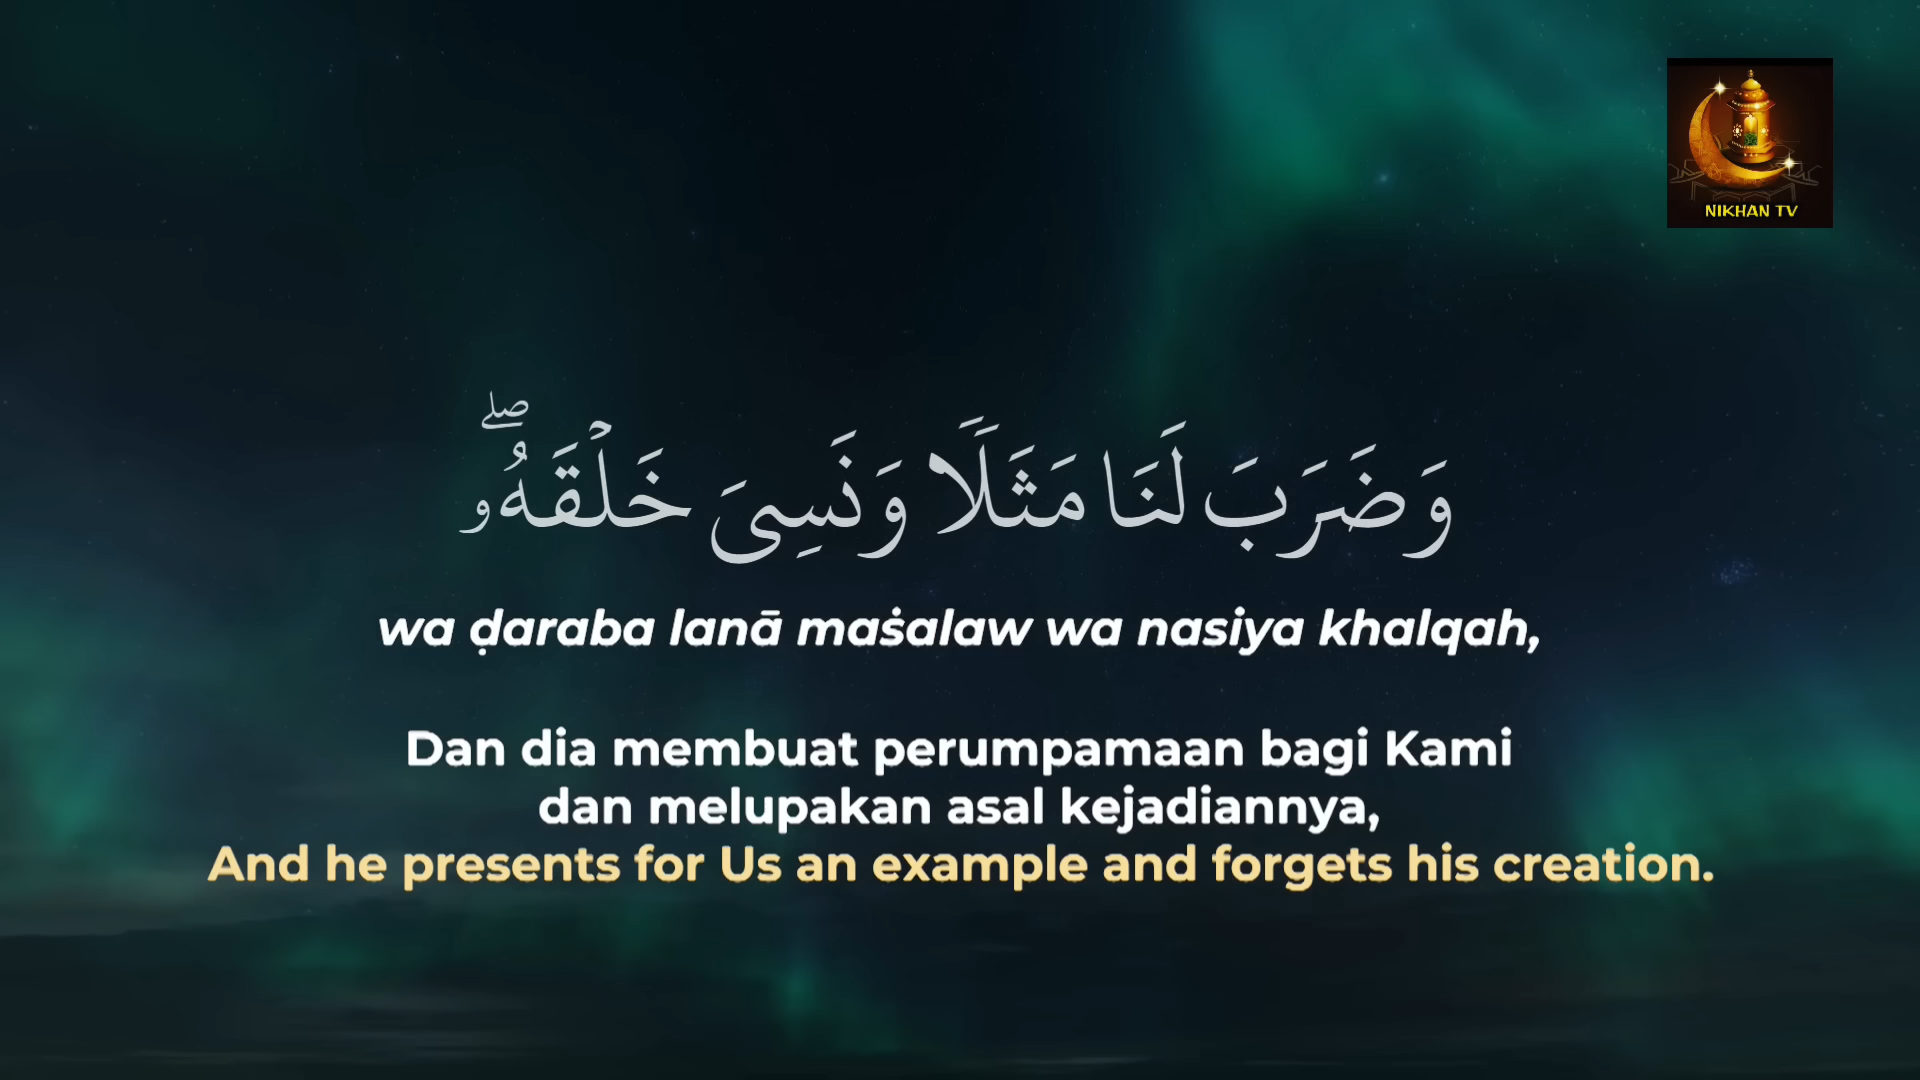 NIKHAN TV
وَضَرَبَ لَنَا مَثَلًا وَنَسِىَ خَلْقَهُۥ ۖ
wa ḍaraba lanā maṡalaw wa nasiya khalqah,
Dan dia membuat perumpamaan bagi Kami
dan melupakan asal kejadiannya,
And he presents for Us an example and forgets his creation.